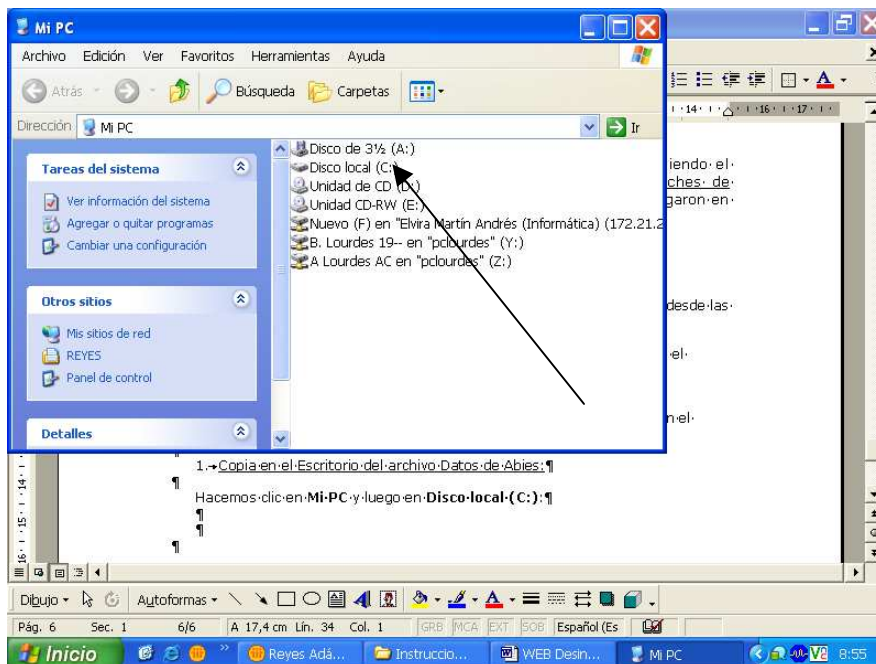 Mi PC
Archivo Edición Ver Favoritos Herramientas Ayuda
Atrás Búsqueda Carpetas
Dirección Mi PC Ir
Tareas del sistema
Ver información del sistema
Agregar o quitar programas
Cambiar una configuración
Otros sitios
Mis sitios de red
REYES
Panel de control
Detalles
Disco de 3½ (A:)
Disco local (C:)
Unidad de CD (D:)
Unidad CD-RW (E:)
Nuevo (F) en "Elvira Martín Andrés (Informática) (172.21.2
B. Lourdes 19-- en "pclourdes" (Y:)
A Lourdes AC en "pclourdes" (Z:)
14 16 17
iendo el
ches de
garon en
desde las
el
n el
1. Copia en el Escritorio del archivo Datos de Abies:¶
¶
Hacemos clic en Mi PC y luego en Disco local (C:):¶
¶
¶
¶
14 15 16
Dibujo Autoformas
Pág. 6 Sec. 1 6/6 A 17,4 cm Lín. 34 Col. 1 GRB MCA EXT SOB Español (Es
Inicio Reyes Adá... Instruccio... WEB Desin... Mi PC 8:55